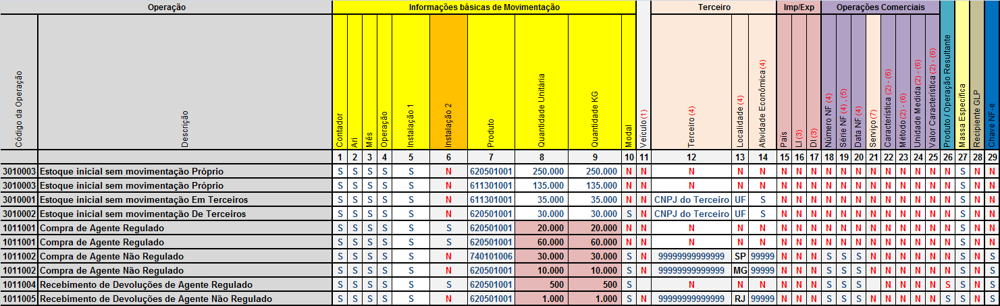 Operação Informações básicas de Movimentação Terceiro Imp/Exp Operações Comerciais
Código da Operação Descrição Contador Ari Mês Operação Instalação 1 Instalação 2 Produto Quantidade Unitária Quantidade KG Modal Veículo (1) Terceiro (4) Localidade (4) Atividade Econômica (4) País LI (3) DI (3) Número NF (4) Série NF (4) , (5) Data NF (4) Serviço (7) Característica (2) - (6) Método (2) - (6) Unidade Medida (2) - (6) Valor Característica (2) - (6) Produto / Operação Resultante Massa Específica Recipiente GLP Chave NF-e
1 2 3 4 5 6 7 8 9 10 11 12 13 14 15 16 17 18 19 20 21 22 23 24 25 26 27 28 29
3010003 Estoque inicial sem movimentação Próprio S S S S S N 620501001 250.000 250.000 N N N N N N N N N N N N N N N N N S N N
3010003 Estoque inicial sem movimentação Próprio S S S S S N 611301001 135.000 135.000 N N N N N N N N N N N N N N N N N S N N
3010001 Estoque inicial sem movimentação Em Terceiros S S S S S N 611301001 35.000 35.000 N N CNPJ do Terceiro UF S N N N N N N N N N N N N S N N
3010002 Estoque inicial sem movimentação De Terceiros S S S S S N 620501001 30.000 30.000 S N CNPJ do Terceiro UF S N N N N N N N N N N N N S N N
1011001 Compra de Agente Regulado S S S S S S 620501001 20.000 20.000 N N N N N N N N N N N N N N N N N S N N
1011001 Compra de Agente Regulado S S S S S S 620501001 60.000 60.000 N N N N N N N N N N N N N N N N N S N N
1011002 Compra de Agente Não Regulado S S S S S N 740101006 30.000 30.000 S N 99999999999999 SP 99999 N N N S S S N N N N N N S N S
1011002 Compra de Agente Não Regulado S S S S S N 620501001 10.000 10.000 S N 99999999999999 MG 99999 N N N S S S N N N N N N S N S
1011004 Recebimento de Devoluções de Agente Regulado S S S S S S 620501001 500 500 S N N N N N N S S S N N N N S S N S
1011005 Recebimento de Devoluções de Agente Não Regulado S S S S S N 620501001 1.000 1.000 S N 99999999999999 RJ 99999 N N N S S S N N N N N S S N S